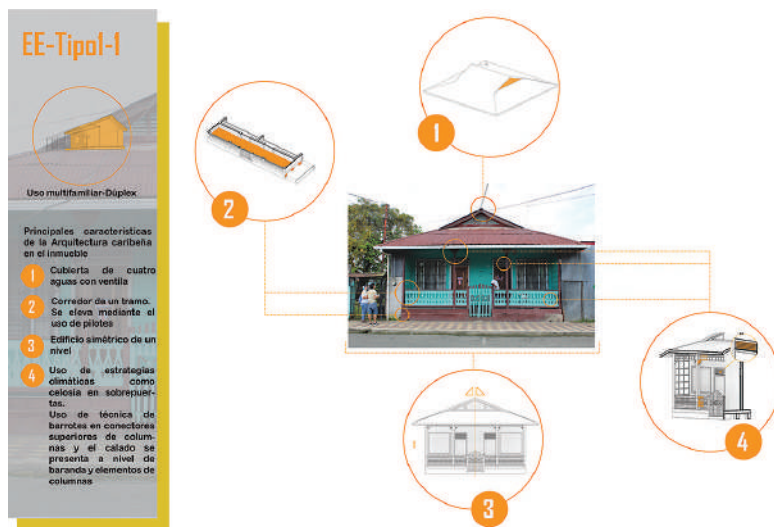 EE-Tipo1-1
Uso multifamiliar-Dúplex
Principales características
de la Arquitectura caribeña
en el inmueble
1 Cubierta de cuatro
aguas con ventila
2 Corredor da un tramo.
Se eleva mediante el
uso de pilotes
3 Edificio simétrico de un
nivel
4 Uso de estrategias
climáticas como
celosía en sobrepuer-
tas.
Uso de técnica de
barrotes en conectores
superiores de colum-
nas y el calado se
presenta a nivel de
baranda y elementos de
columnas
1
2
3
4